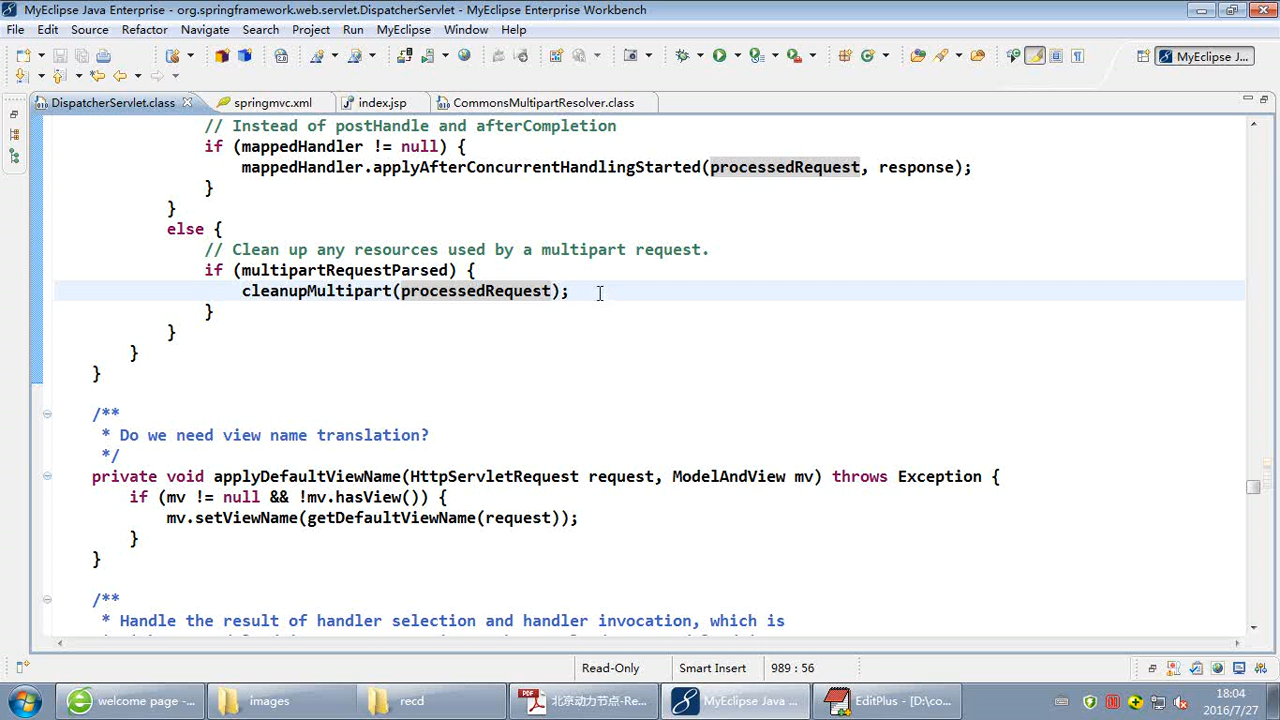 MyEclipse Java Enterprise - org.springframework.web.servlet.DispatcherServlet - MyEclipse Enterprise Workbench
File Edit Source Refactor Navigate Search Project Run MyEclipse Window Help
MyEclipse J...
DispatcherServlet.class springmvc.xml index.jsp CommonsMultipartResolver.class
// Instead of postHandle and afterCompletion
if (mappedHandler != null) {
mappedHandler.applyAfterConcurrentHandlingStarted(processedRequest, response);
}
}
else {
// Clean up any resources used by a multipart request.
if (multipartRequestParsed) {
cleanupMultipart(processedRequest);
}
}
}
}
/**
* Do we need view name translation?
*/
private void applyDefaultViewName(HttpServletRequest request, ModelAndView mv) throws Exception {
if (mv != null && !mv.hasView()) {
mv.setViewName(getDefaultViewName(request));
}
}
/**
* Handle the result of handler selection and handler invocation, which is
Read-Only Smart Insert 989 : 56
welcome page -... images recd 北京动力节点-Re... MyEclipse Java ... EditPlus - [D:\co...
18:04
2016/7/27